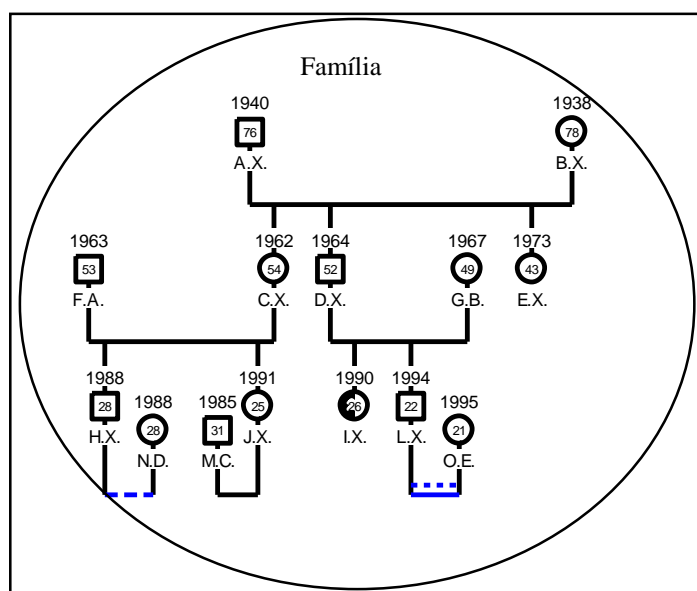 Família
1940 1938
76 78
A.X. B.X.
1963 1962 1964 1967 1973
53 54 52 49 43
F.A. C.X. D.X. G.B. E.X.
1988 1988 1985 1991 1990 1994 1995
28 28 31 25 26 22 21
H.X. N.D. M.C. J.X. I.X. L.X. O.E.